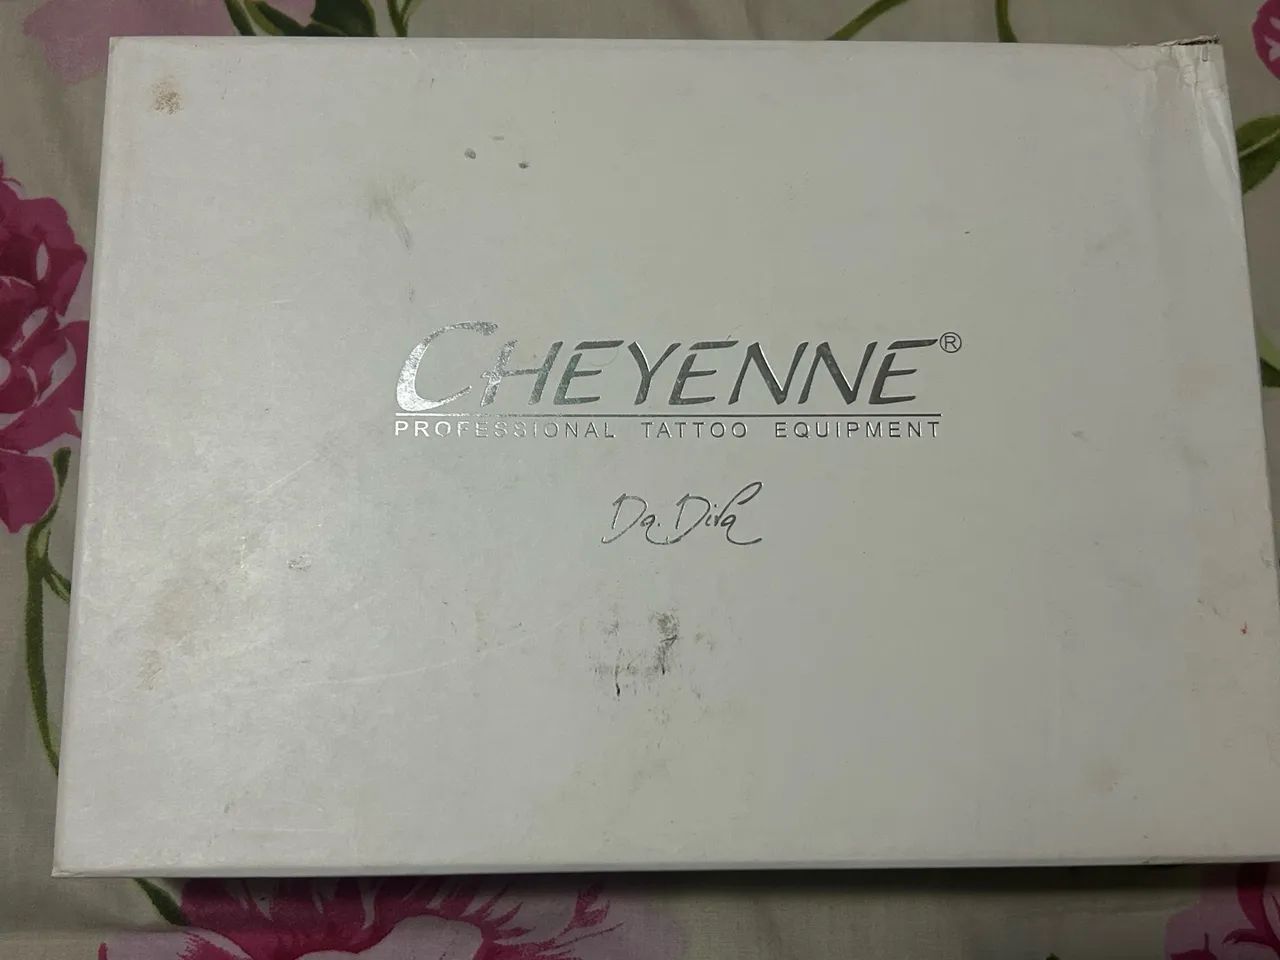 CHEYENNE®
PROFESSIONAL TATTOO EQUIPMENT
Da. Diva